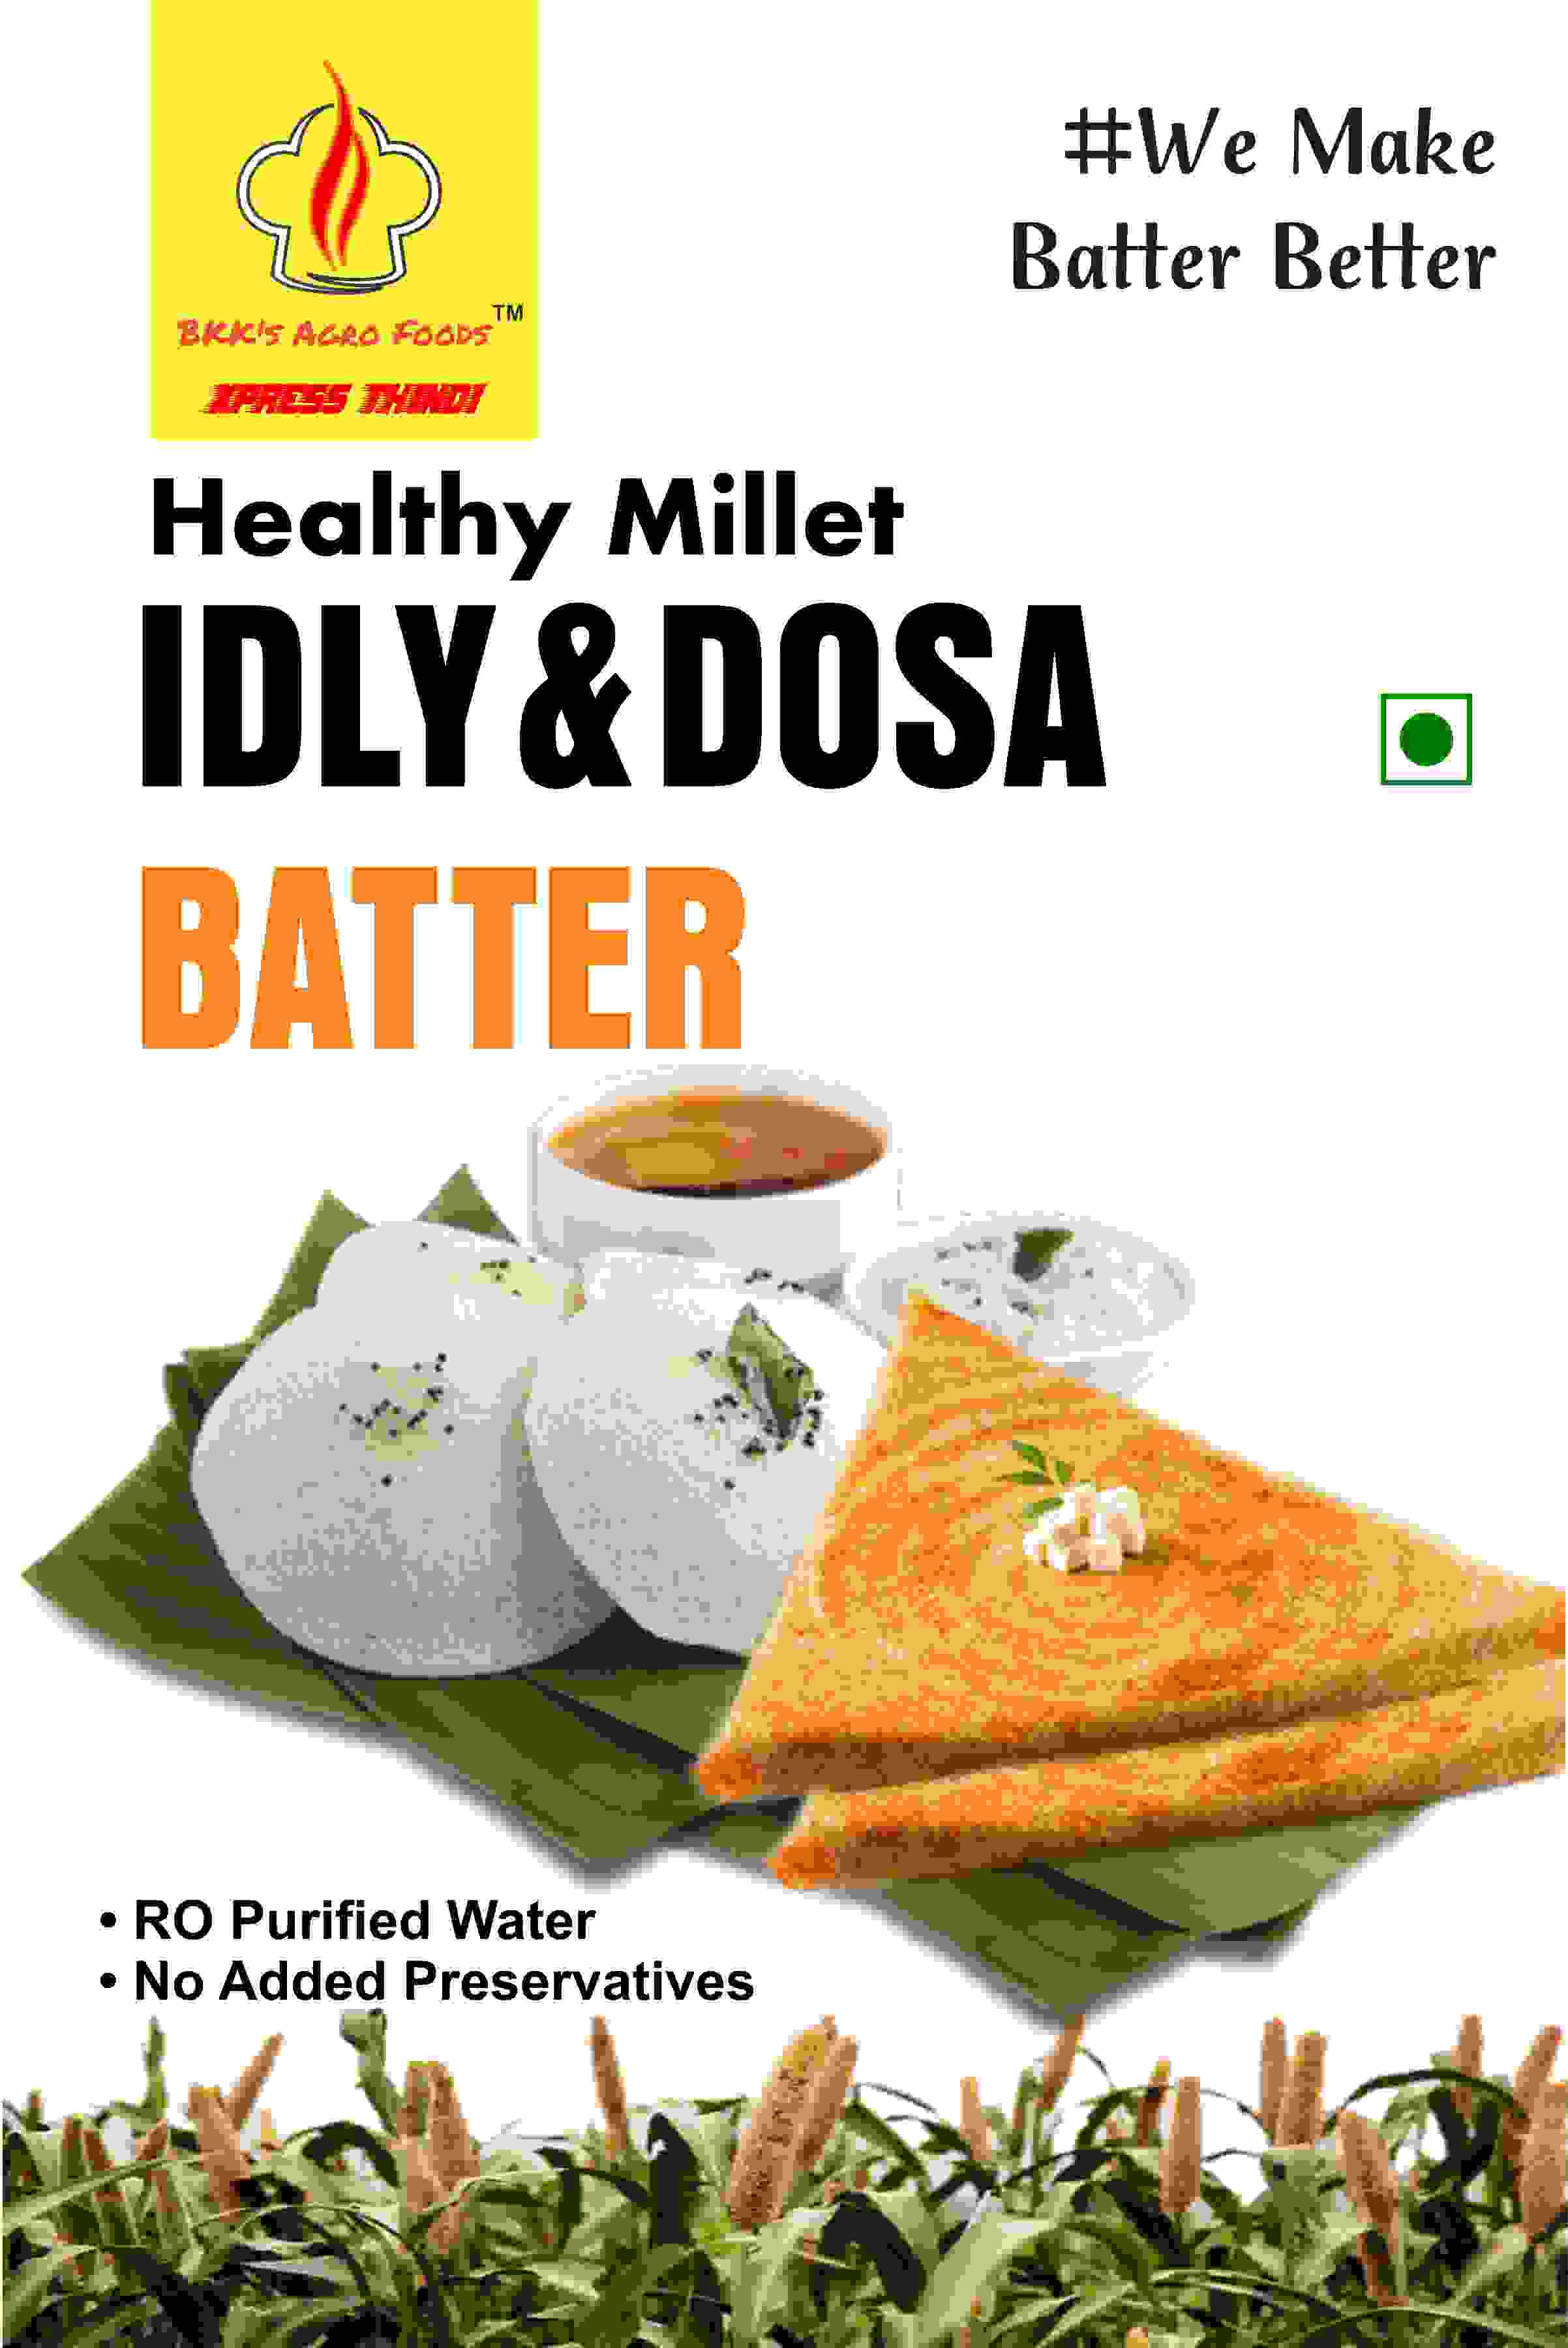 #We Make
Batter Better
BKK's AGRO FOODS™
XPRESS THINDI
Healthy Millet
IDLY & DOSA
BATTER
• RO Purified Water
• No Added Preservatives